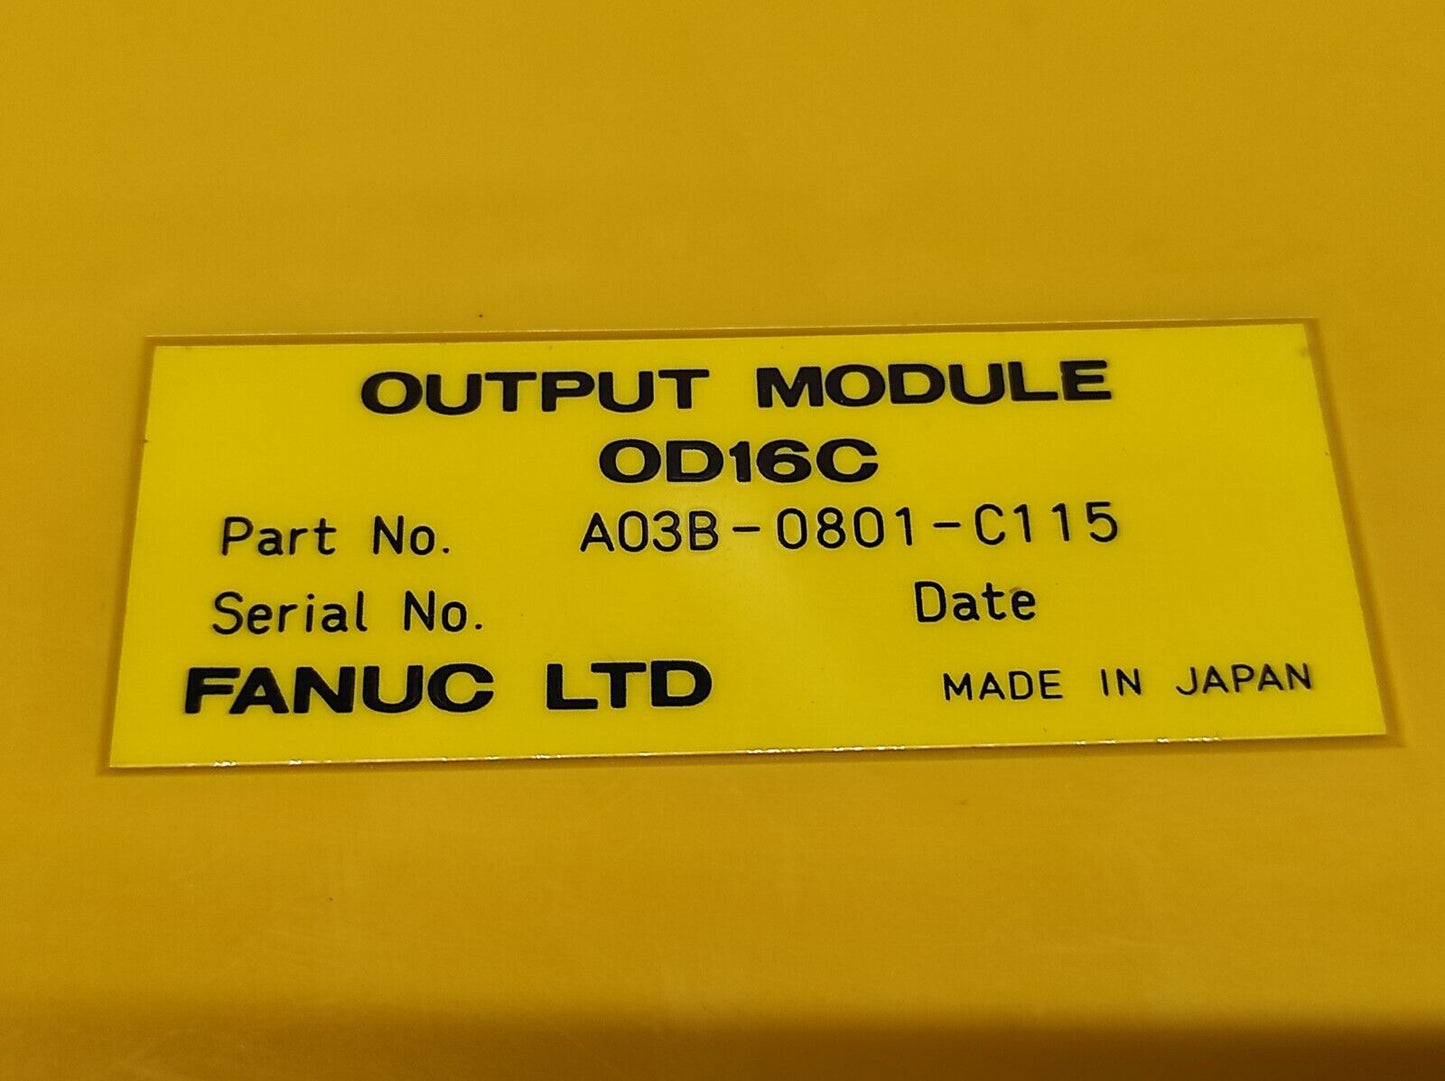 OUTPUT MODULE
OD16C
Part No. A03B-0801-C115
Serial No. Date
FANUC LTD MADE IN JAPAN